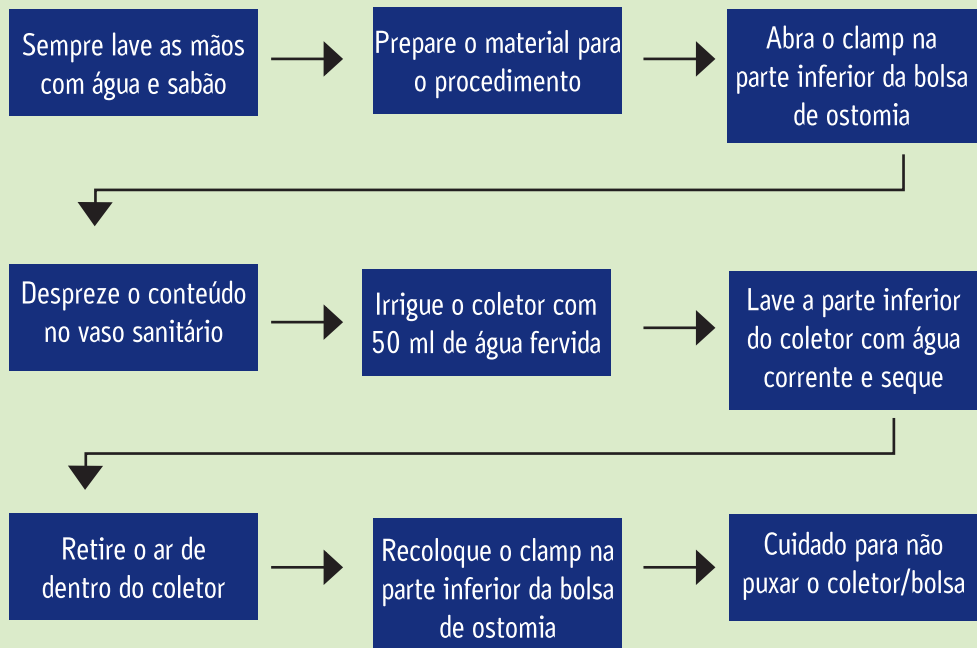 Sempre lave as mãos
com água e sabão
Prepare o material para
o procedimento
Abra o clamp na
parte inferior da bolsa
de ostomia
Despreze o conteúdo
no vaso sanitário
Irrigue o coletor com
50 ml de água fervida
Lave a parte inferior
do coletor com água
corrente e seque
Retire o ar de
dentro do coletor
Recoloque o clamp na
parte inferior da bolsa
de ostomia
Cuidado para não
puxar o coletor/bolsa